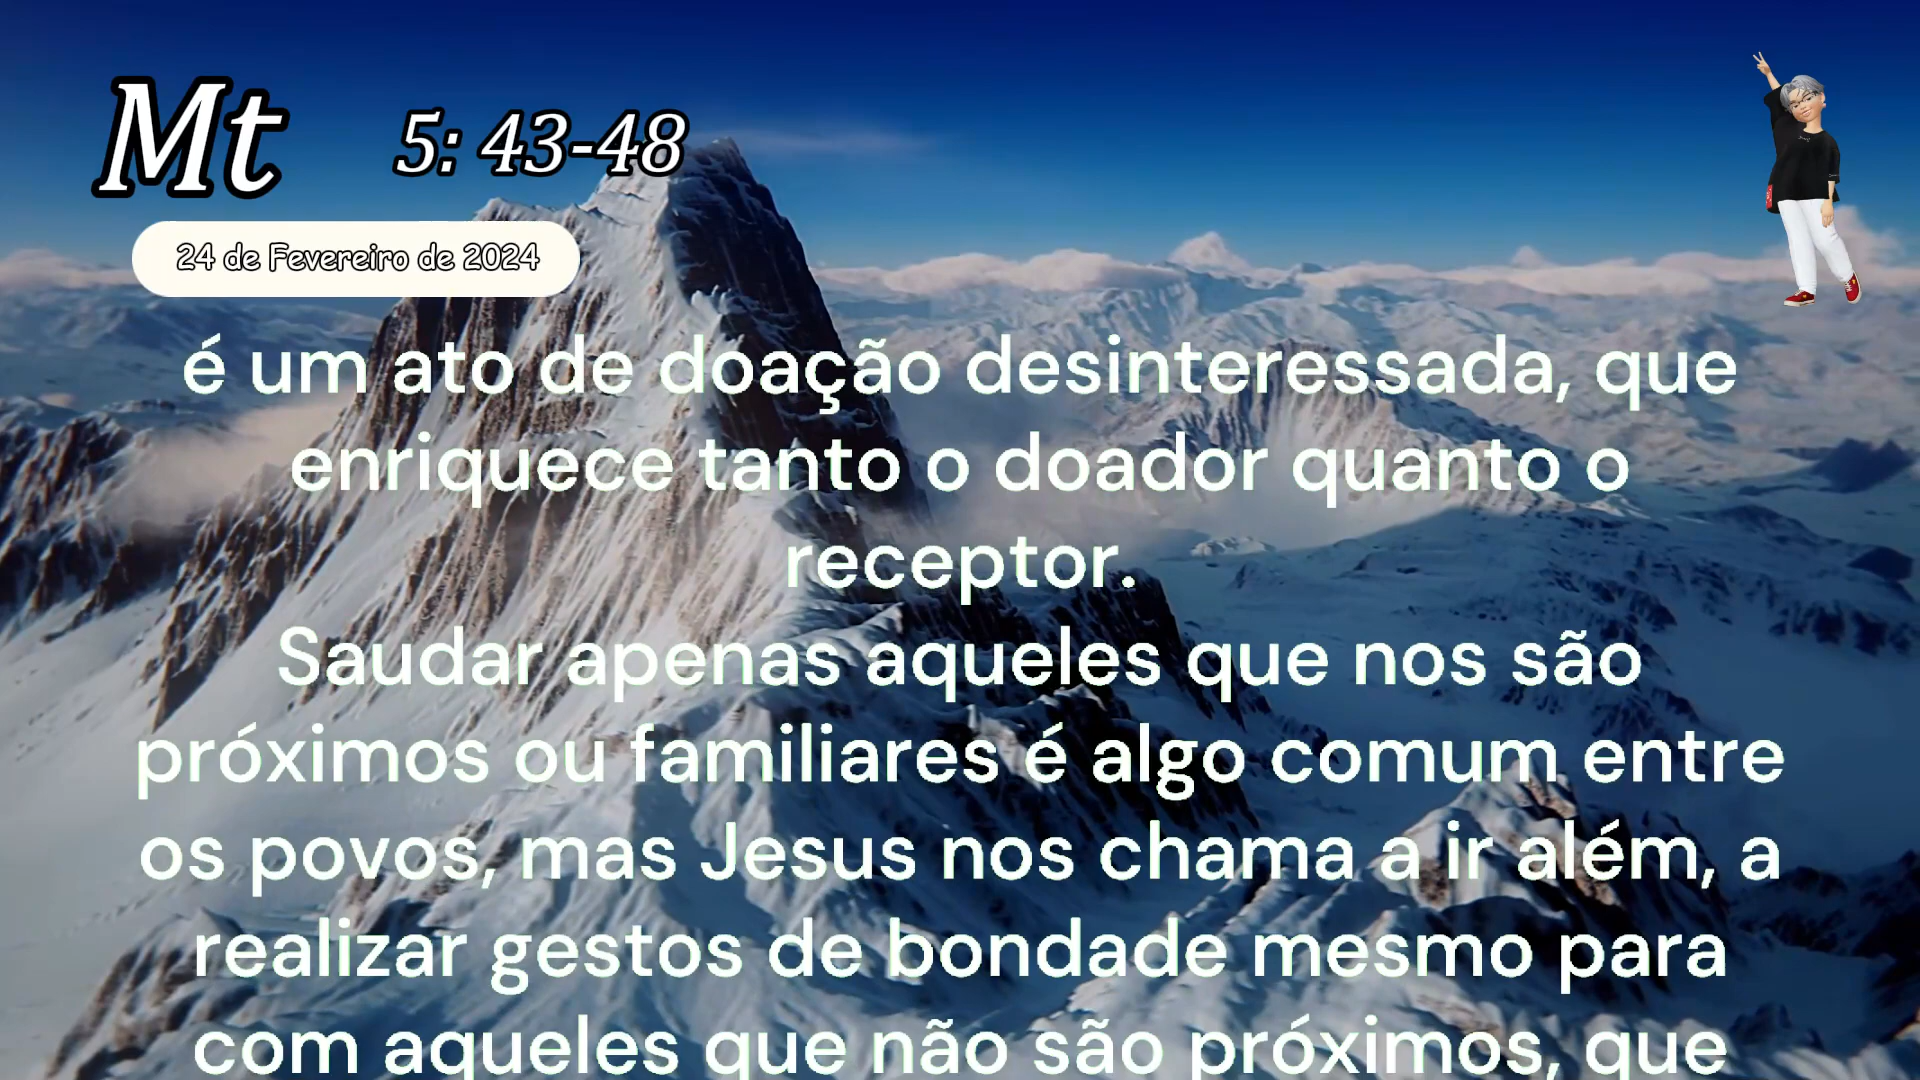 Mt 5: 43-48
24 de Fevereiro de 2024
é um ato de doação desinteressada, que
enriquece tanto o doador quanto o
receptor.
Saudar apenas aqueles que nos são
próximos ou familiares é algo comum entre
os povos, mas Jesus nos chama a ir além, a
realizar gestos de bondade mesmo para
com aqueles que não são próximos, que